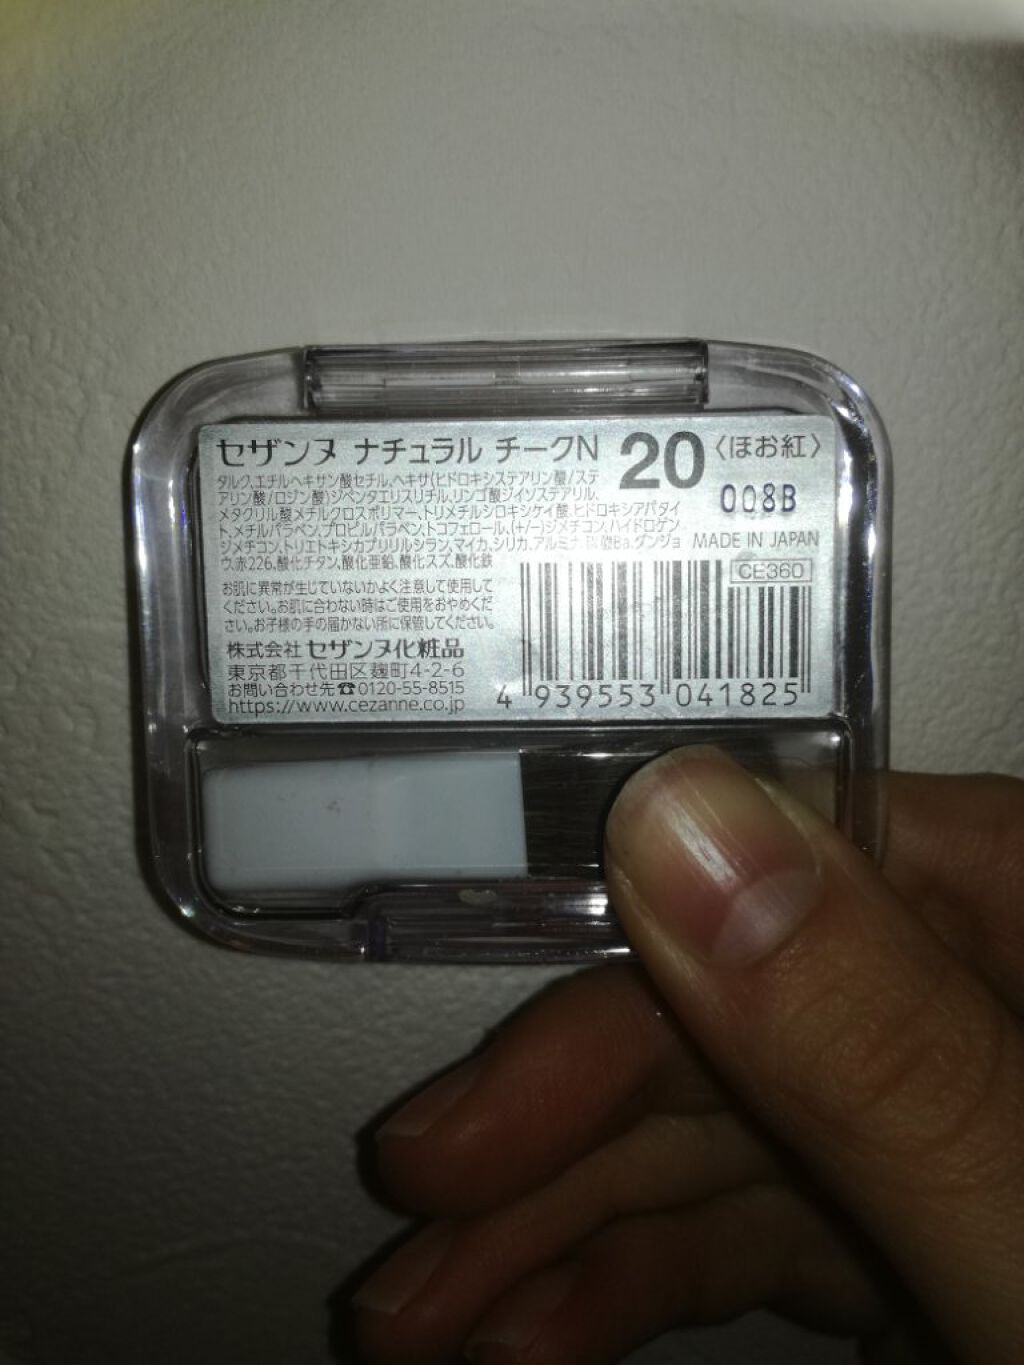 セザンヌ ナチュラル チークN 20 〈ほお紅〉
タルク、エチルヘキサン酸セチル、ヘキサ(ヒドロキシステアリン酸/ステ
アリン酸/ロジン酸)ジペンタエリスリチル、リンゴ酸ジイソステアリル、
メタクリル酸メチルクロスポリマー、トリメチルシロキシケイ酸、ヒドロキシアパタイ
ト、メチルパラベン、プロピルパラベン、トコフェロール、(+/-)ジメチコン、ハイドロゲン
ジメチコン、トリエトキシカプリリルシラン、マイカ、シリカ、アルミナ、硫酸Ba、グンジョ
ウ、赤226、酸化チタン、酸化亜鉛、酸化スズ、酸化鉄
008B
MADE IN JAPAN
CE360
お肌に異常が生じていないかよく注意して使用して
ください。お肌に合わない時はご使用をおやめくだ
さい。お子様の手の届かない所に保管してください。
株式会社 セザンヌ化粧品
東京都千代田区麹町4-2-6
お問い合わせ先☎0120-55-8515
https://www.cezanne.co.jp
4 939553 041825